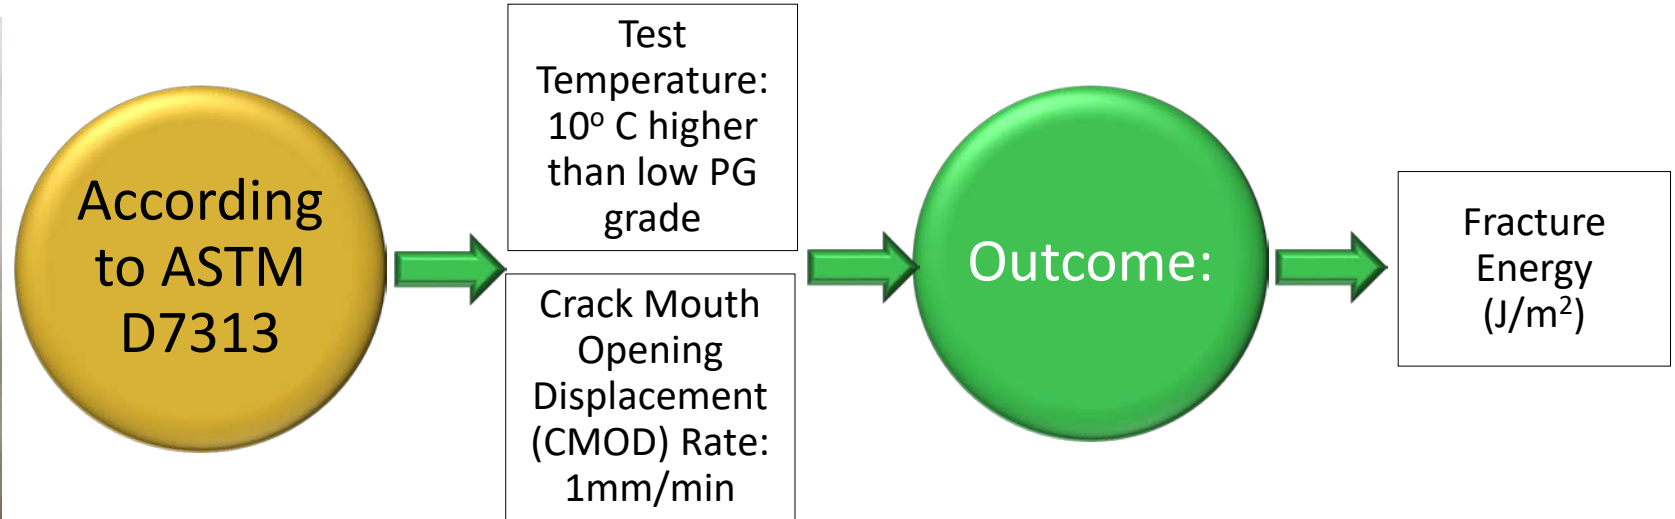 According
to ASTM
D7313
Test
Temperature:
10º C higher
than low PG
grade
Crack Mouth
Opening
Displacement
(CMOD) Rate:
1mm/min
Outcome:
Fracture
Energy
(J/m²)